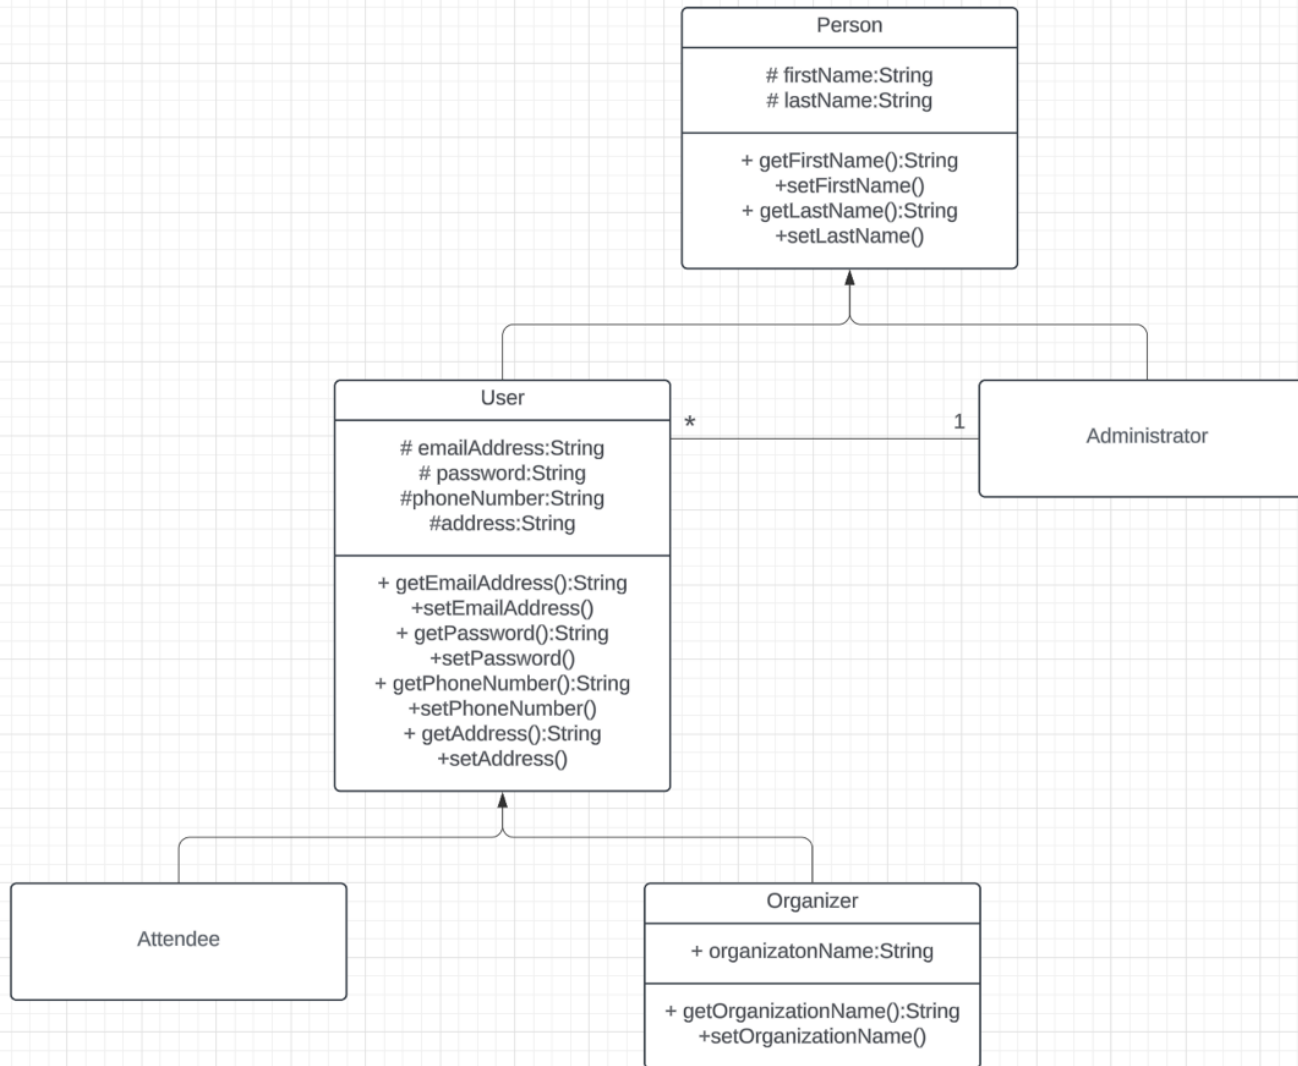 Person
# firstName:String
# lastName:String
+ getFirstName():String
+setFirstName()
+ getLastName():String
+setLastName()
User
# emailAddress:String
# password:String
#phoneNumber:String
#address:String
+ getEmailAddress():String
+setEmailAddress()
+ getPassword():String
+setPassword()
+ getPhoneNumber():String
+setPhoneNumber()
+ getAddress():String
+setAddress()
*
1
Administrator
Attendee
Organizer
+ organizatonName:String
+ getOrganizationName():String
+setOrganizationName()